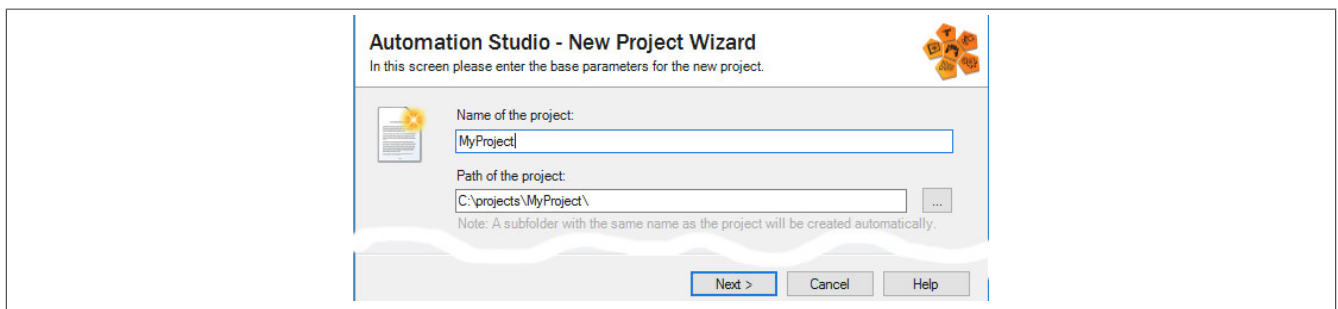 Automation Studio - New Project Wizard
In this screen please enter the base parameters for the new project.
Name of the project:
MyProject
Path of the project:
C:\projects\MyProject\
...
Note: A subfolder with the same name as the project will be created automatically.
Next >
Cancel
Help